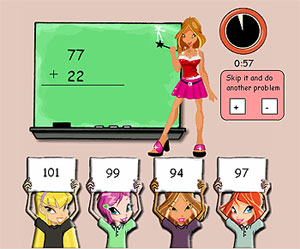 77
+ 22
0:57
Skip it and do
another problem
+ -
101 99 94 97